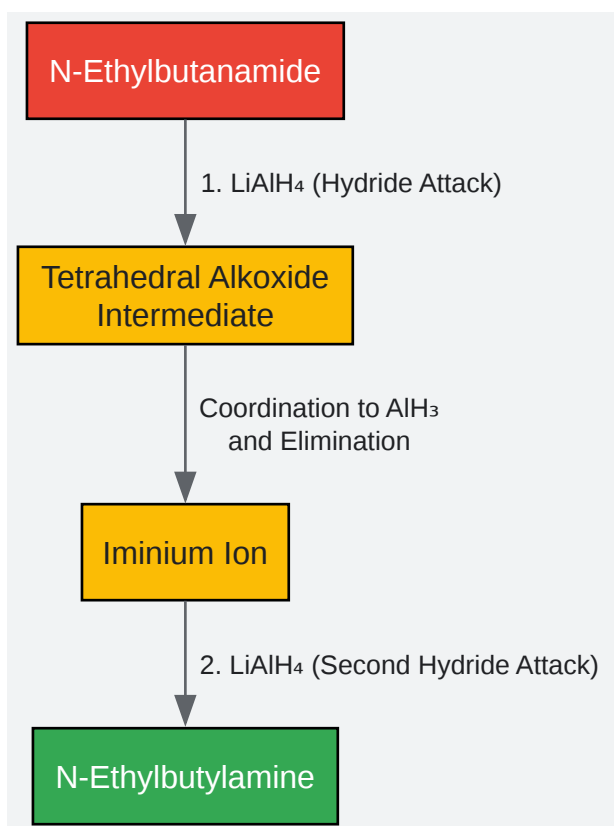 N-Ethylbutanamide
1. LiAlH₄ (Hydride Attack)
Tetrahedral Alkoxide
Intermediate
Coordination to AlH₃
and Elimination
Iminium Ion
2. LiAlH₄ (Second Hydride Attack)
N-Ethylbutylamine